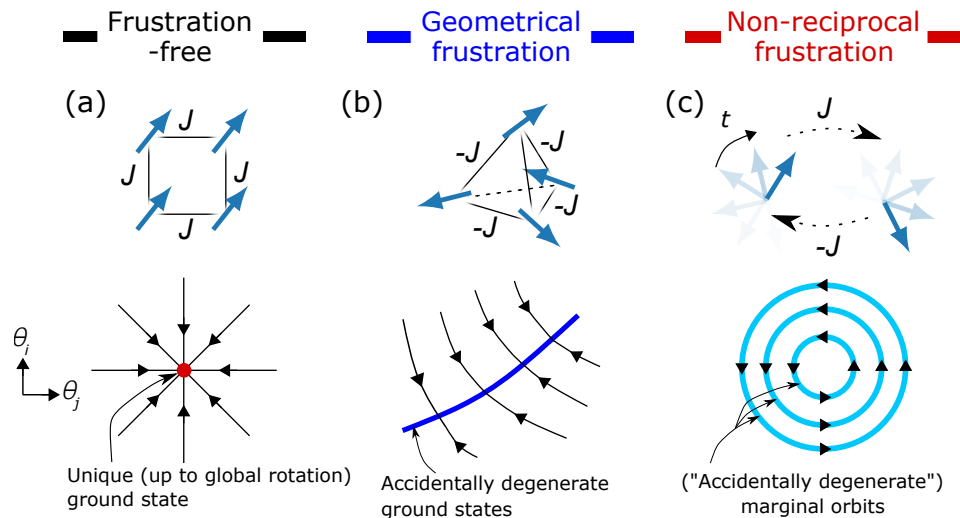 Frustration
-free
Geometrical
frustration
Non-reciprocal
frustration
(a)
J
J
J
J
(b)
-J
-J
-J
-J
-J
(c)
t
J
-J
θi
θj
Unique (up to global rotation)
ground state
Accidentally degenerate
ground states
("Accidentally degenerate")
marginal orbits